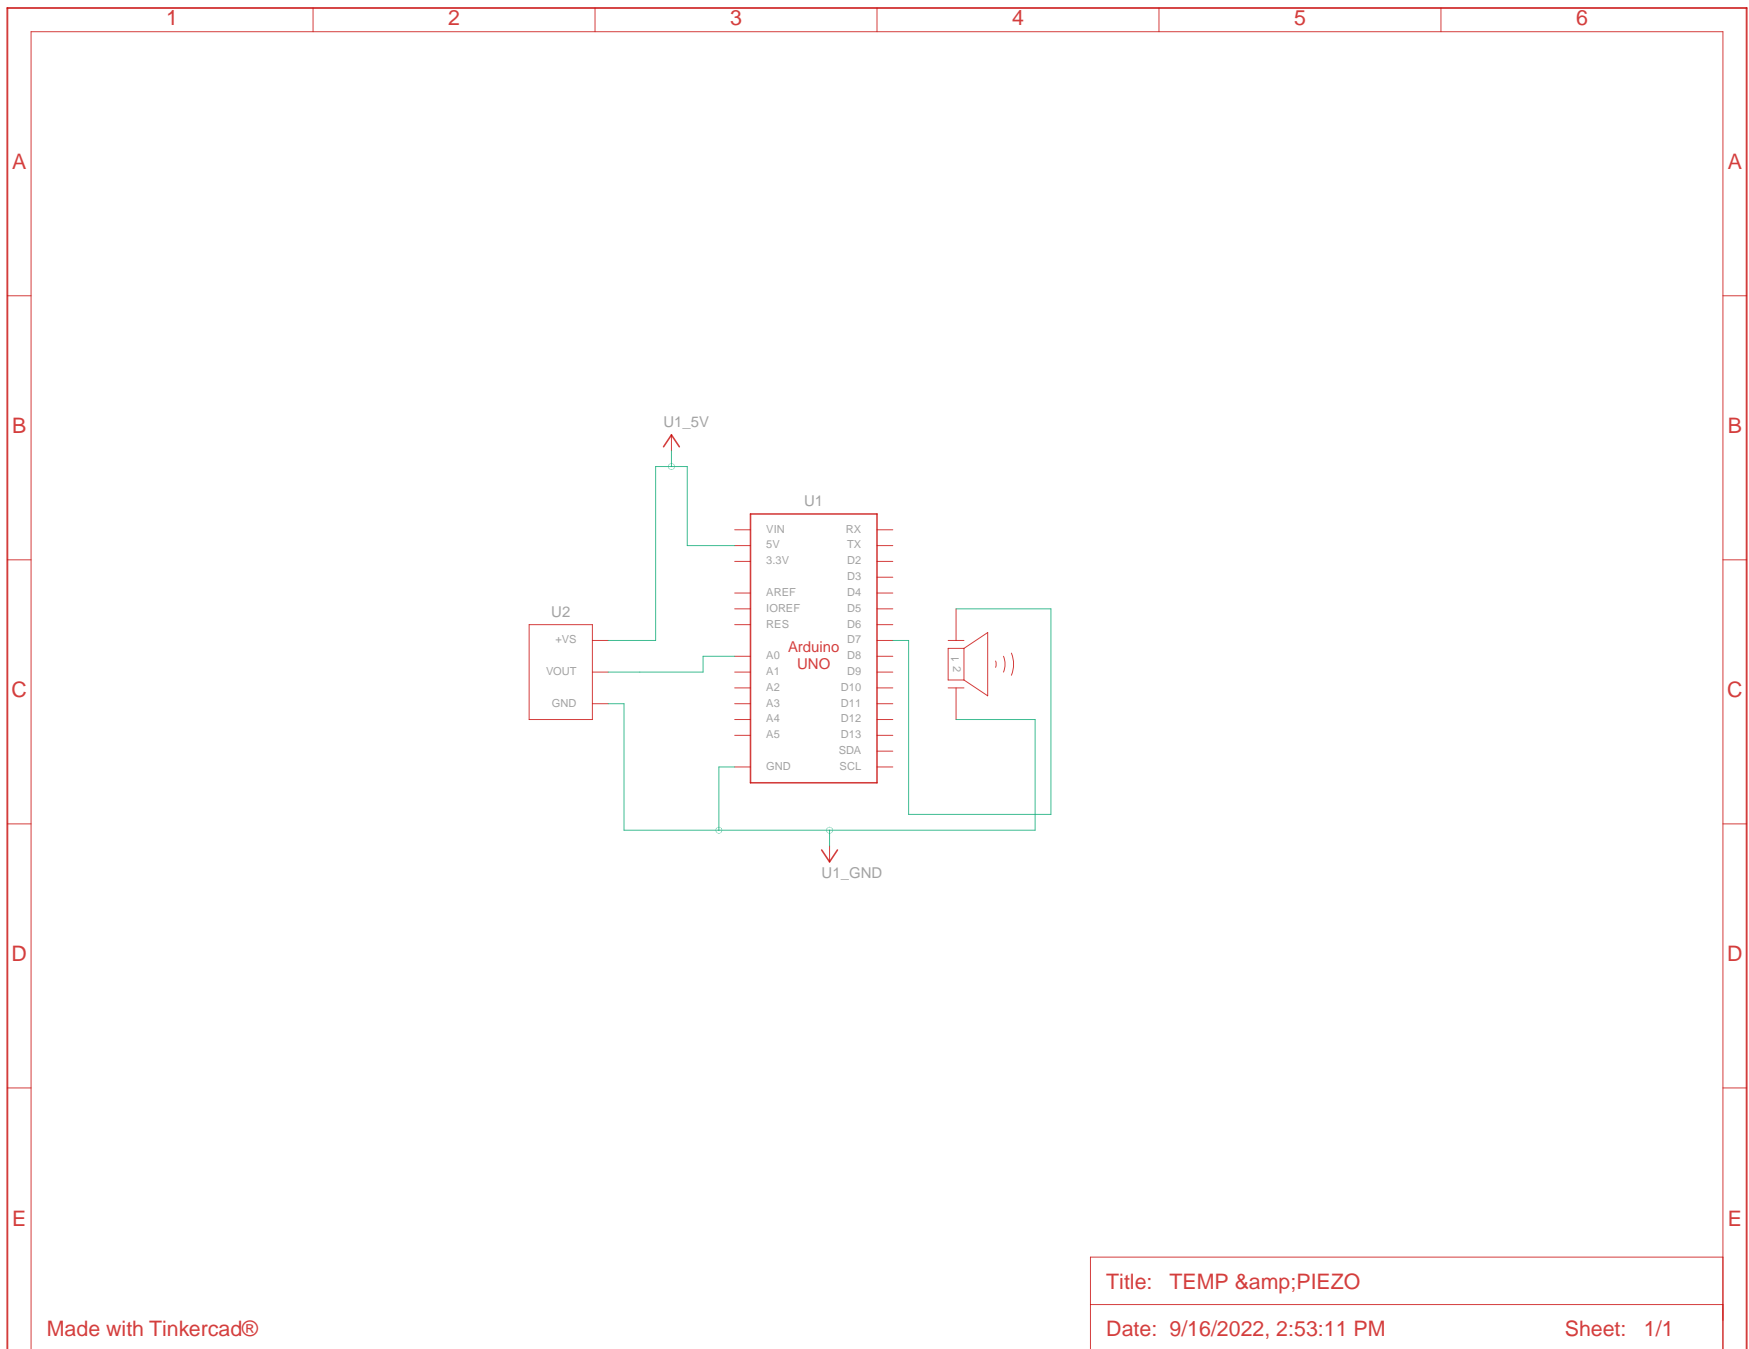 1 2 3 4 5 6
A A
B B
U1_5V
U1
VIN RX
5V TX
3.3V D2
D3
AREF D4
IOREF D5
RES D6
D7
Arduino
UNO
A0 D8
A1 D9
A2 D10
A3 D11
A4 D12
A5 D13
SDA
GND SCL
U2
+VS
VOUT
GND
1 2
C C
U1_GND
D D
E E
Title: TEMP &amp;PIEZO
Made with Tinkercad®
Date: 9/16/2022, 2:53:11 PM Sheet: 1/1